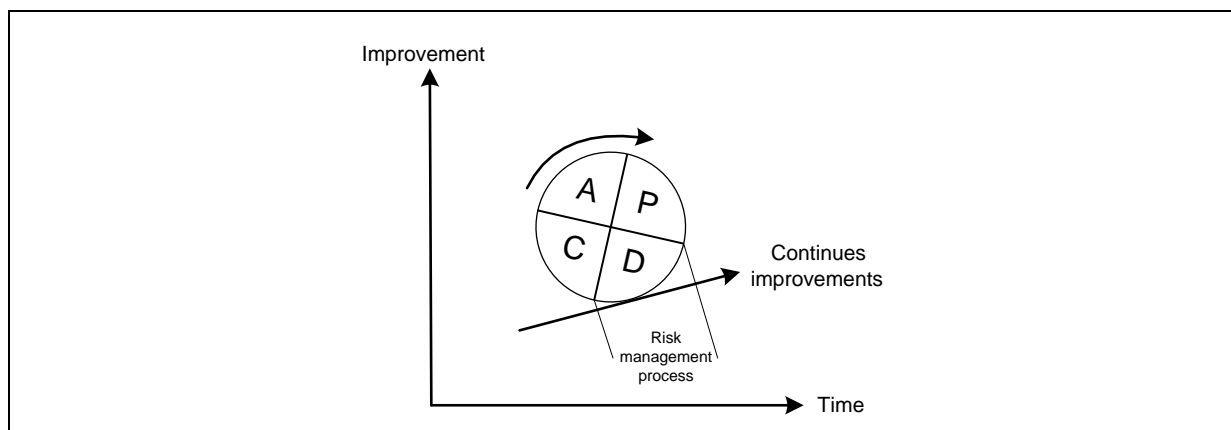 Improvement
A
P
C
D
Continues
improvements
Risk
management
process
Time